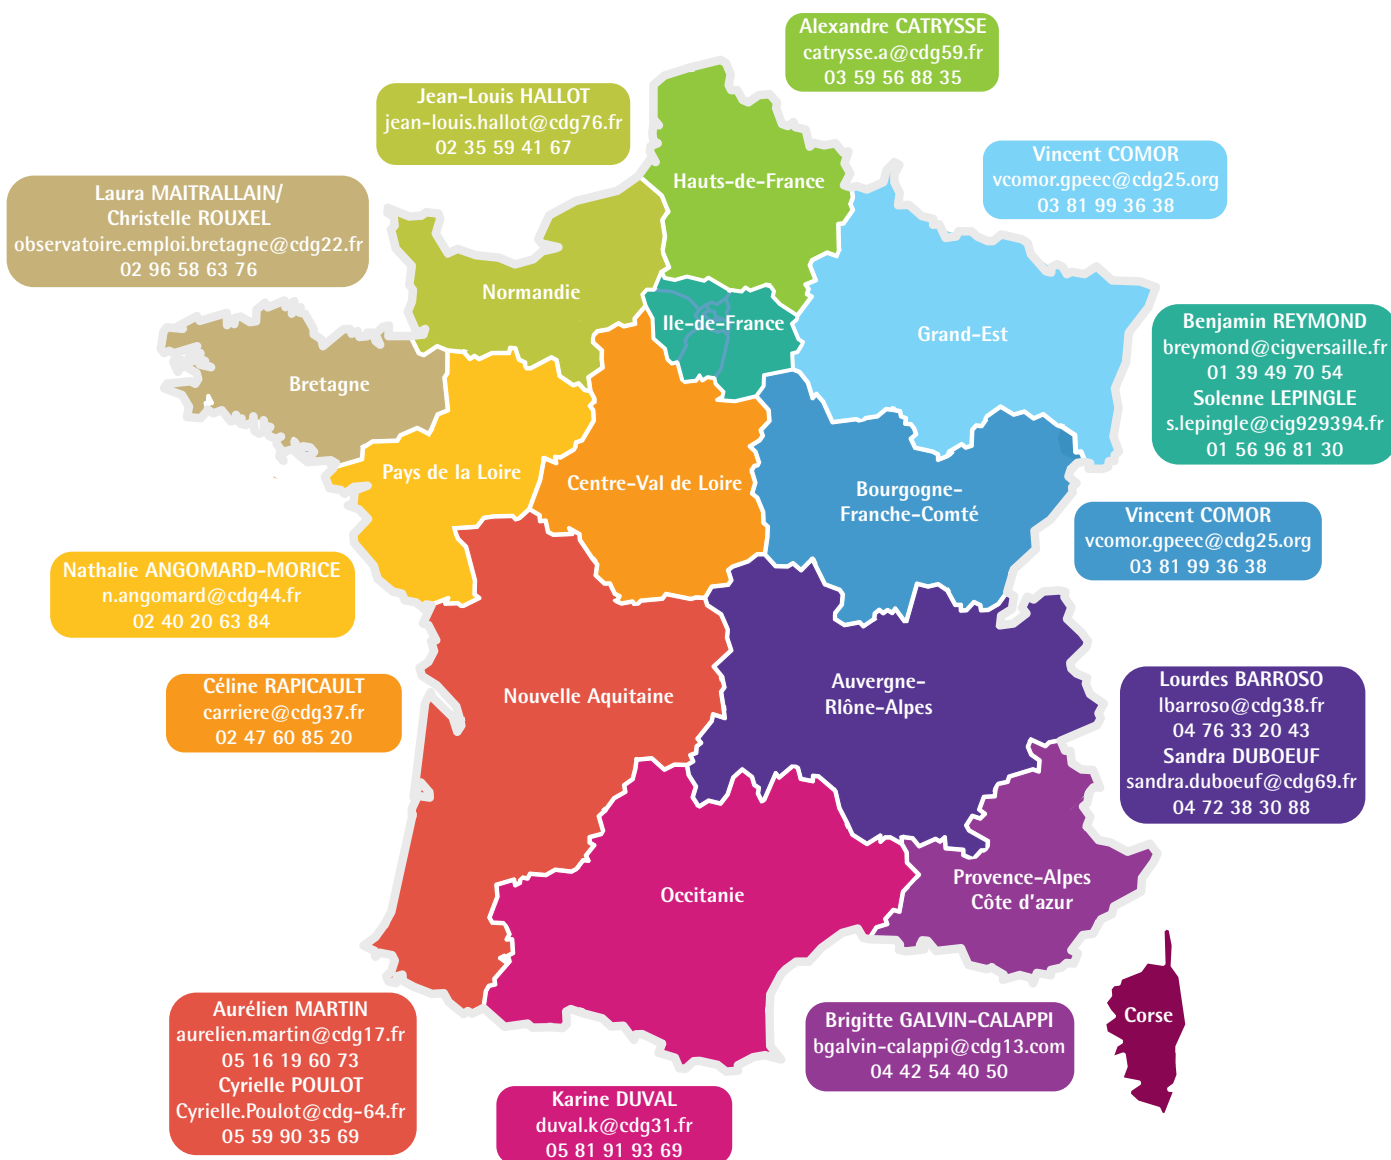 Alexandre CATRYSSE
catrysse.a@cdg59.fr
03 59 56 88 35
Jean-Louis HALLOT
jean-louis.hallot@cdg76.fr
02 35 59 41 67
Vincent COMOR
vcomor.gpeec@cdg25.org
03 81 99 36 38
Laura MAITRALLAIN/
Christelle ROUXEL
observatoire.emploi.bretagne@cdg22.fr
02 96 58 63 76
Hauts-de-France
Normandie
Ile-de-France
Grand-Est
Bretagne
Benjamin REYMOND
breymond@cigversaille.fr
01 39 49 70 54
Solenne LEPINGLE
s.lepingle@cig929394.fr
01 56 96 81 30
Pays de la Loire
Centre-Val de Loire
Bourgogne-
Franche-Comté
Vincent COMOR
vcomor.gpeec@cdg25.org
03 81 99 36 38
Nathalie ANGOMARD-MORICE
n.angomard@cdg44.fr
02 40 20 63 84
Céline RAPICAULT
carriere@cdg37.fr
02 47 60 85 20
Nouvelle Aquitaine
Auvergne-
Rlône-Alpes
Lourdes BARROSO
lbarroso@cdg38.fr
04 76 33 20 43
Sandra DUBOEUF
sandra.duboeuf@cdg69.fr
04 72 38 30 88
Occitanie
Provence-Alpes
Côte d'azur
Corse
Aurélien MARTIN
aurelien.martin@cdg17.fr
05 16 19 60 73
Cyrielle POULOT
Cyrielle.Poulot@cdg-64.fr
05 59 90 35 69
Brigitte GALVIN-CALAPPI
bgalvin-calappi@cdg13.com
04 42 54 40 50
Karine DUVAL
duval.k@cdg31.fr
05 81 91 93 69